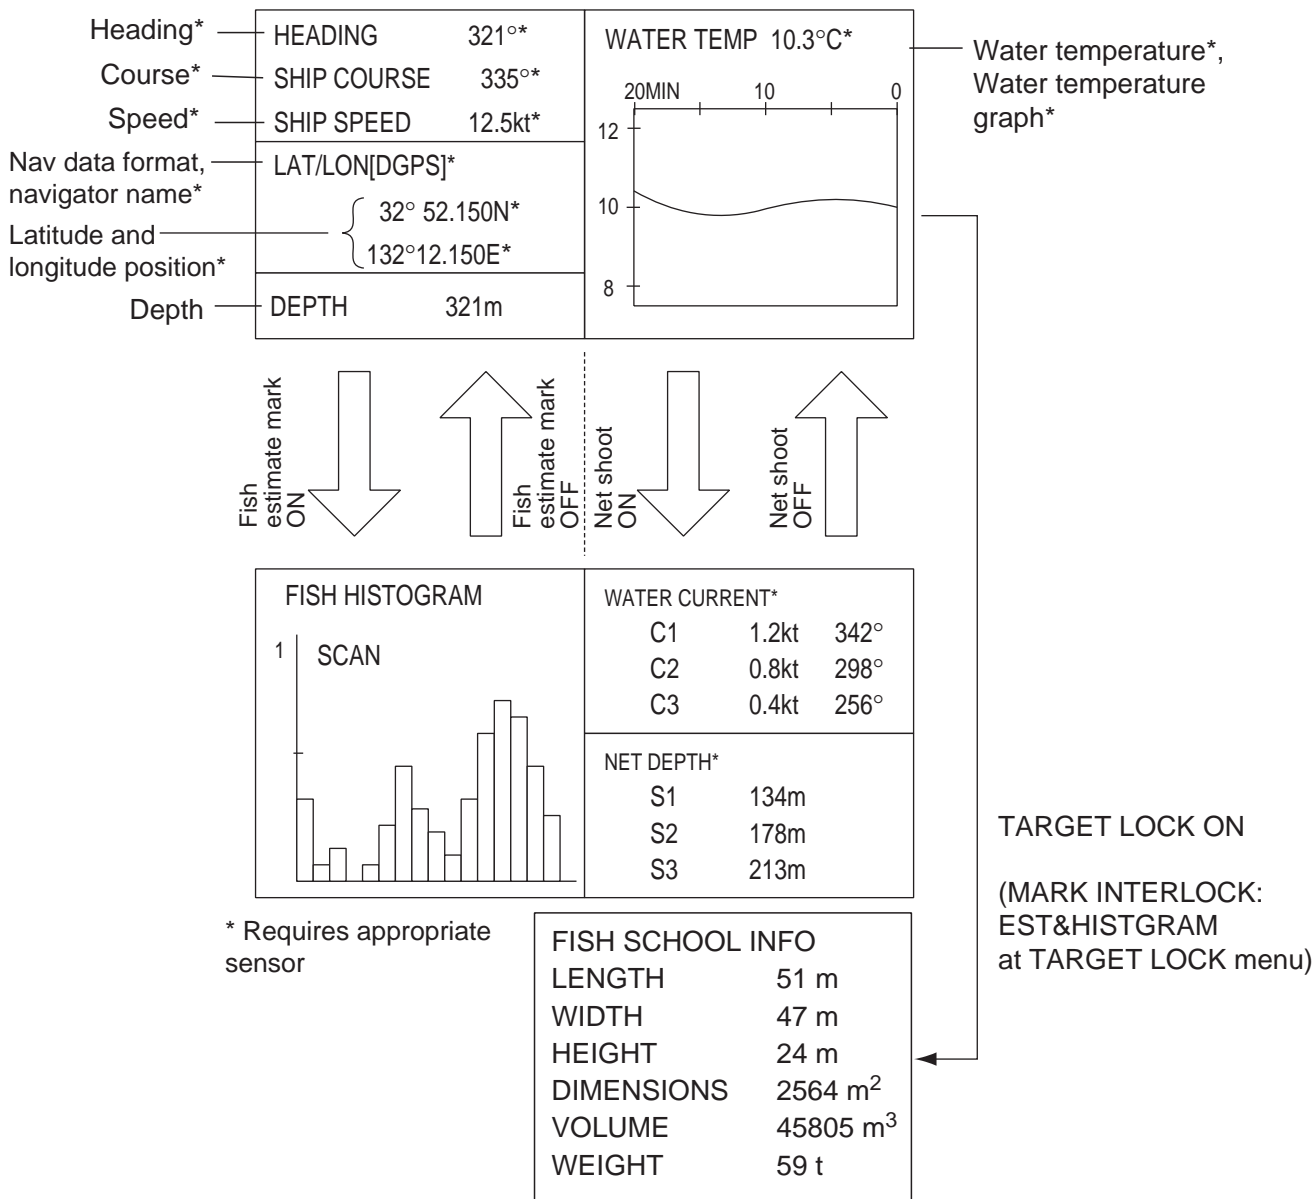 Heading*
Course*
Speed*
Nav data format,
navigator name*
Latitude and
longitude position*
Depth
HEADING 321°*
SHIP COURSE 335°*
SHIP SPEED 12.5kt*
LAT/LON[DGPS]*
32° 52.150N*
132°12.150E*
DEPTH 321m
WATER TEMP 10.3°C*
20MIN 10 0
12
10
8
Water temperature*,
Water temperature
graph*
Fish
estimate mark
ON
Fish
estimate mark
OFF
Net shoot
ON
Net shoot
OFF
FISH HISTOGRAM
1
SCAN
WATER CURRENT*
C1 1.2kt 342°
C2 0.8kt 298°
C3 0.4kt 256°
NET DEPTH*
S1 134m
S2 178m
S3 213m
TARGET LOCK ON
(MARK INTERLOCK:
EST&HISTGRAM
at TARGET LOCK menu)
* Requires appropriate
sensor
FISH SCHOOL INFO
LENGTH 51 m
WIDTH 47 m
HEIGHT 24 m
DIMENSIONS 2564 m²
VOLUME 45805 m³
WEIGHT 59 t